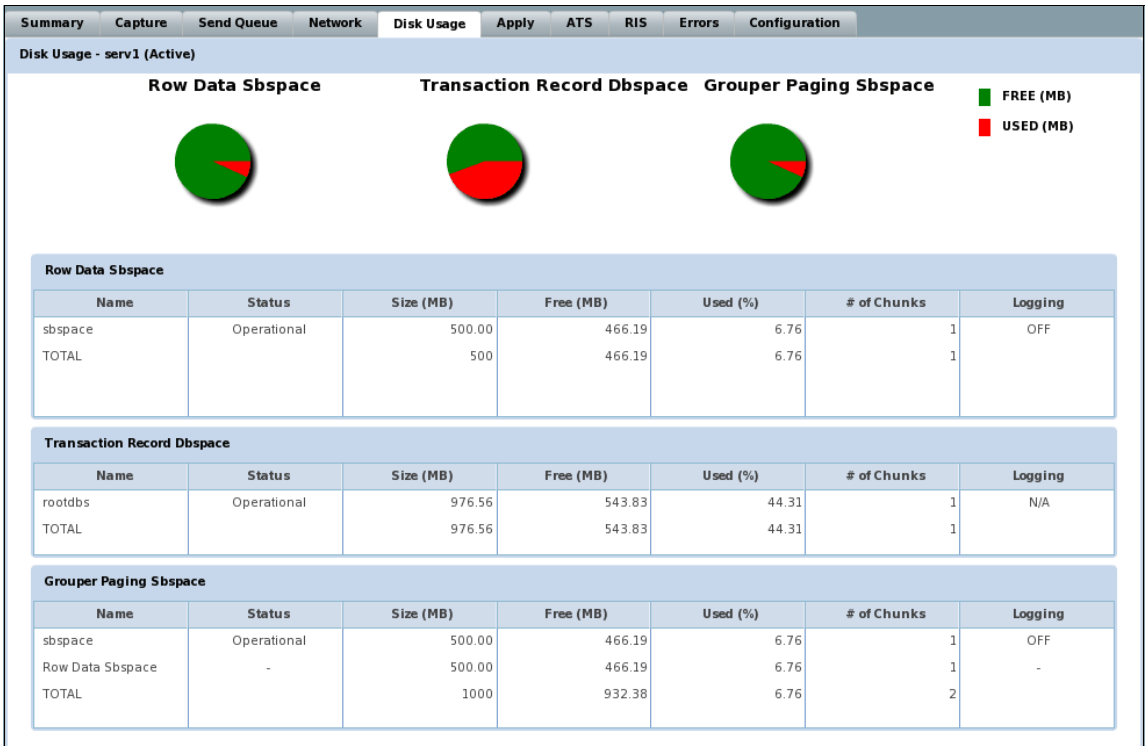 Summary Capture Send Queue Network Disk Usage Apply ATS RIS Errors Configuration
Disk Usage - serv1 (Active)
Row Data Sbspace Transaction Record Dbspace Grouper Paging Sbspace
FREE (MB)
USED (MB)
Row Data Sbspace
Name Status Size (MB) Free (MB) Used (%) # of Chunks Logging
sbspace Operational 500.00 466.19 6.76 1 OFF
TOTAL 500 466.19 6.76 1
Transaction Record Dbspace
Name Status Size (MB) Free (MB) Used (%) # of Chunks Logging
rootdbs Operational 976.56 543.83 44.31 1 N/A
TOTAL 976.56 543.83 44.31 1
Grouper Paging Sbspace
Name Status Size (MB) Free (MB) Used (%) # of Chunks Logging
sbspace Operational 500.00 466.19 6.76 1 OFF
Row Data Sbspace - 500.00 466.19 6.76 1 -
TOTAL 1000 932.38 6.76 2